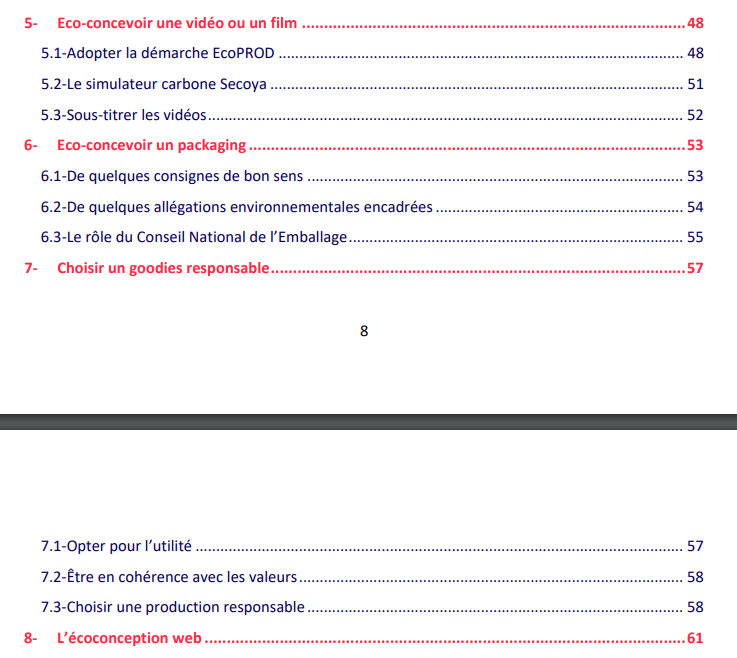 5- Eco-concevoir une vidéo ou un film ........................................................................................... 48
5.1-Adopter la démarche EcoPROD .................................................................................................. 48
5.2-Le simulateur carbone Secoya .................................................................................................... 51
5.3-Sous-titrer les vidéos................................................................................................................... 52
6- Eco-concevoir un packaging ........................................................................................................ 53
6.1-De quelques consignes de bon sens ........................................................................................... 53
6.2-De quelques allégations environnementales encadrées ............................................................ 54
6.3-Le rôle du Conseil National de l’Emballage................................................................................. 55
7- Choisir un goodies responsable................................................................................................... 57
8
7.1-Opter pour l’utilité ...................................................................................................................... 57
7.2-Être en cohérence avec les valeurs............................................................................................. 58
7.3-Choisir une production responsable ........................................................................................... 58
8- L’écoconception web ................................................................................................................... 61